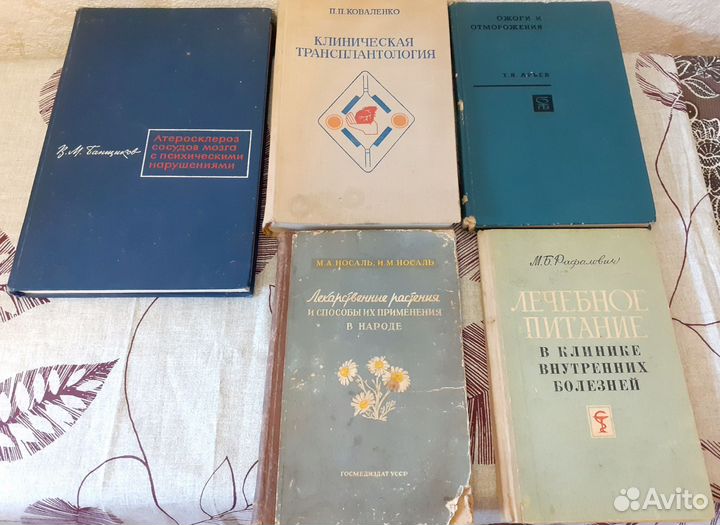 В.М. Банщиков
Атеросклероз
сосудов мозга
с психическими
нарушениями
П.П. КОВАЛЕНКО
КЛИНИЧЕСКАЯ
ТРАНСПЛАНТОЛОГИЯ
ОЖОГИ И
ОТМОРОЖЕНИЯ
Т.Я. АРЬЕВ
М.А. НОСАЛЬ, И.М. НОСАЛЬ
Лекарственные растения
И СПОСОБЫ ИХ ПРИМЕНЕНИЯ
В НАРОДЕ
ГОСМЕДИЗДАТ УССР
М.Б. Рафалович
ЛЕЧЕБНОЕ
ПИТАНИЕ
В КЛИНИКЕ
ВНУТРЕННИХ
БОЛЕЗНЕЙ
Avito